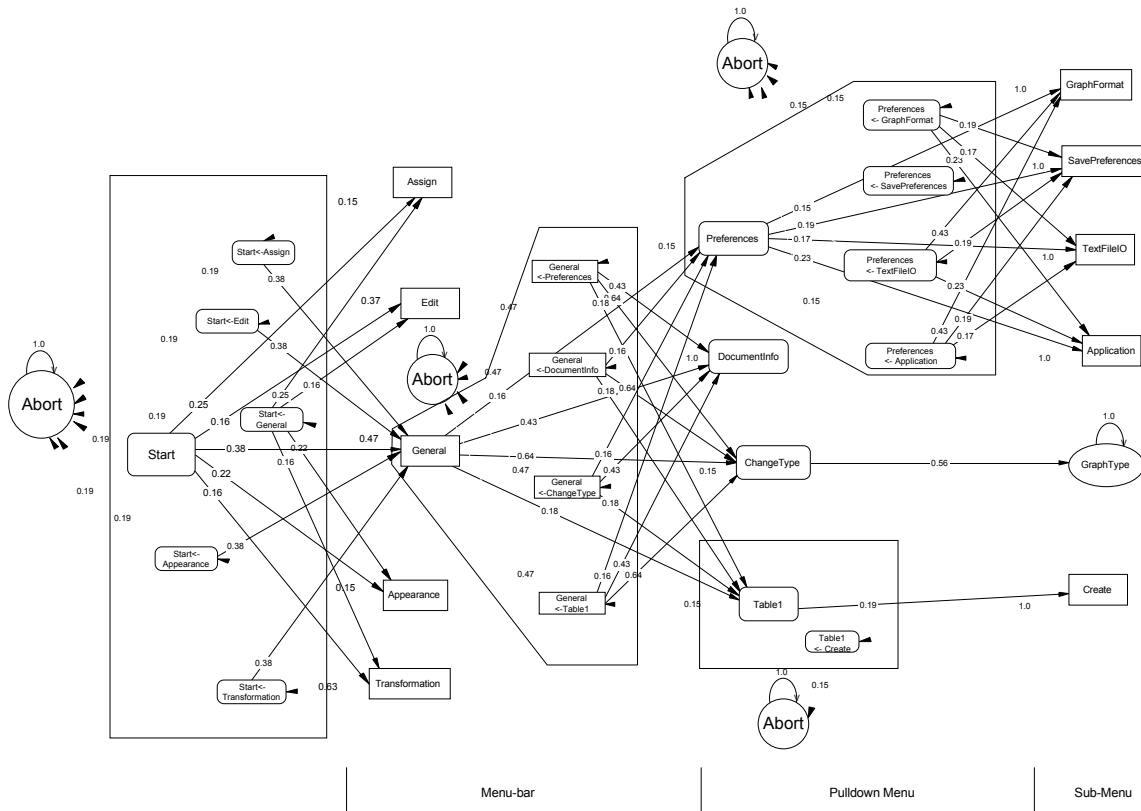 1.0
1.0
Abort
GraphFormat
0.15
0.15
1.0
Preferences
<- GraphFormat
0.19
0.17
1.0
SavePreferences
0.23
Assign
0.15
Preferences
<- SavePreferences
0.15
0.19
Preferences
0.17
0.43
0.19
TextFileIO
1.0
0.23
Start<-Assign
0.19
0.38
0.15
General
<-Preferences
0.43
Preferences
<- TextFileIO
0.23
0.64
0.18
0.15
0.37
Edit
Start<-Edit
0.19
0.38
0.47
0.19
0.43
0.17
1.0
Abort
1.0
Abort
0.16
DocumentInfo
Preferences
<- Application
1.0
Application
General
<-DocumentInfo
1.0
0.47
0.64
0.18
0.25
0.25
0.16
0.16
Start<-
General
0.19
0.16
0.43
1.0
0.19
Start
0.38
0.47
General
0.22
0.64
0.16
0.15
ChangeType
0.56
GraphType
0.22
0.16
0.16
0.47
0.43
General
<-ChangeType
0.18
0.18
0.19
0.19
0.38
Start<-
Appearance
0.43
0.16
0.64
0.47
0.15
Appearance
0.15
General
<-Table1
Table1
0.19
1.0
Create
Table1
<- Create
0.38
Start<-
Transformation
0.63
Transformation
1.0
0.15
Abort
Menu-bar
Pulldown Menu
Sub-Menu